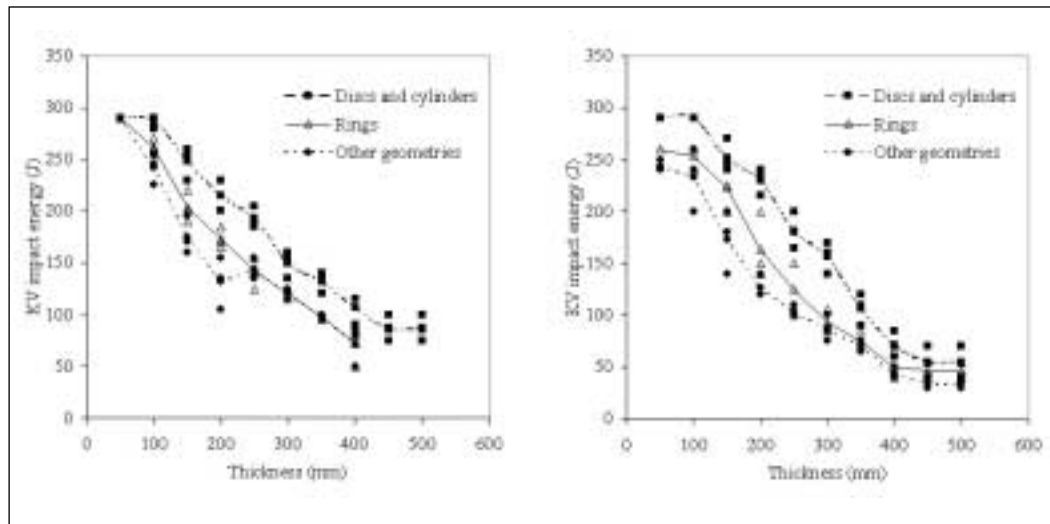 350
300
250
200
150
100
50
0
KV impact energy (J)
Discs and cylinders
Rings
Other geometries
0 100 200 300 400 500 600
Thickness (mm)
350
300
250
200
150
100
50
0
KV impact energy (J)
Discs and cylinders
Rings
Other geometries
0 100 200 300 400 500 600
Thickness (mm)